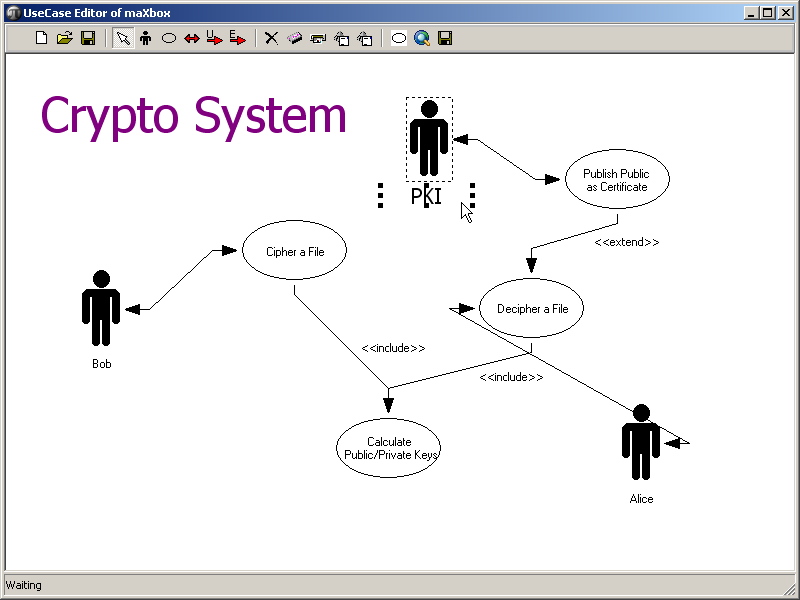 UseCase Editor of maXbox
U
E
Crypto System
PKI
Publish Public
as Certificate
<<extend>>
Cipher a File
Decipher a File
Bob
<<include>>
<<include>>
Calculate
Public/Private Keys
Alice
Waiting